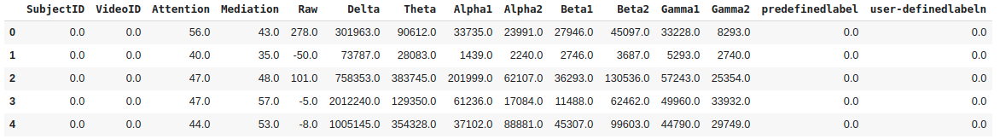 SubjectID VideoID Attention Mediation Raw Delta Theta Alpha1 Alpha2 Beta1 Beta2 Gamma1 Gamma2 predefinedlabel user-definedlabeln
0 0.0 0.0 56.0 43.0 278.0 301963.0 90612.0 33735.0 23991.0 27946.0 45097.0 33228.0 8293.0 0.0 0.0
1 0.0 0.0 40.0 35.0 -50.0 73787.0 28083.0 1439.0 2240.0 2746.0 3687.0 5293.0 2740.0 0.0 0.0
2 0.0 0.0 47.0 48.0 101.0 758353.0 383745.0 201999.0 62107.0 36293.0 130536.0 57243.0 25354.0 0.0 0.0
3 0.0 0.0 47.0 57.0 -5.0 2012240.0 129350.0 61236.0 17084.0 11488.0 62462.0 49960.0 33932.0 0.0 0.0
4 0.0 0.0 44.0 53.0 -8.0 1005145.0 354328.0 37102.0 88881.0 45307.0 99603.0 44790.0 29749.0 0.0 0.0